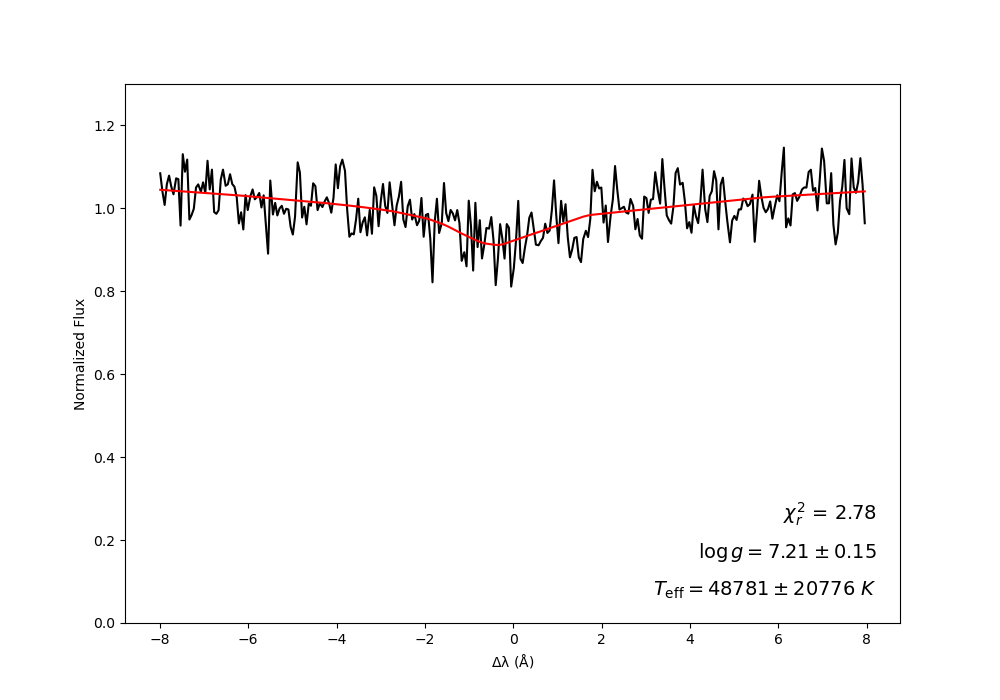 1.2
1.0
0.8
0.6
0.4
0.2
0.0
Normalized Flux
χ²ᵣ = 2.78
log g = 7.21 ± 0.15
T_eff = 48781 ± 20776 K
−8 −6 −4 −2 0 2 4 6 8
Δλ (Å)